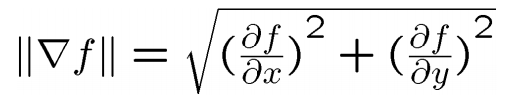 ‖∇f‖ = √((∂f/∂x)² + (∂f/∂y)²)